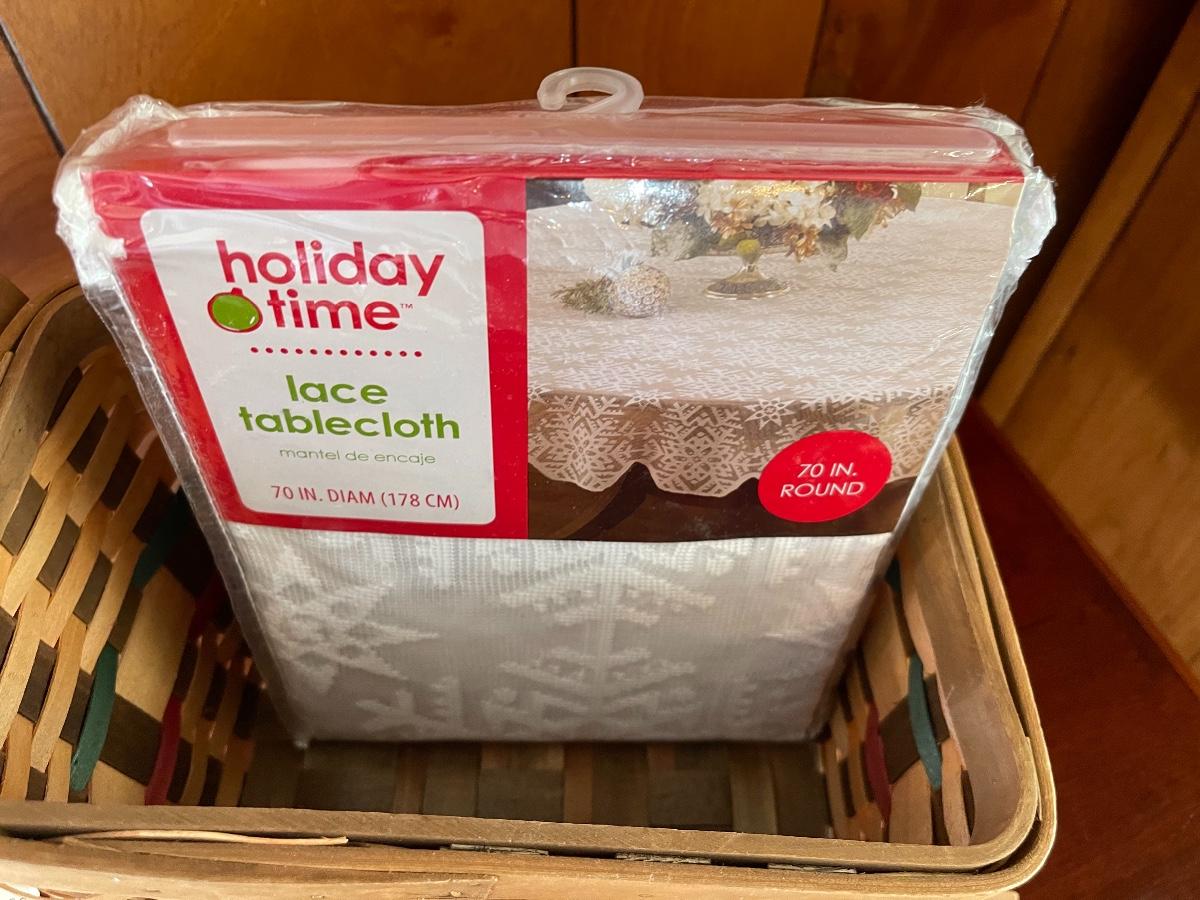 holiday
time™
lace
tablecloth
mantel de encaje
70 IN. DIAM (178 CM)
70 IN.
ROUND